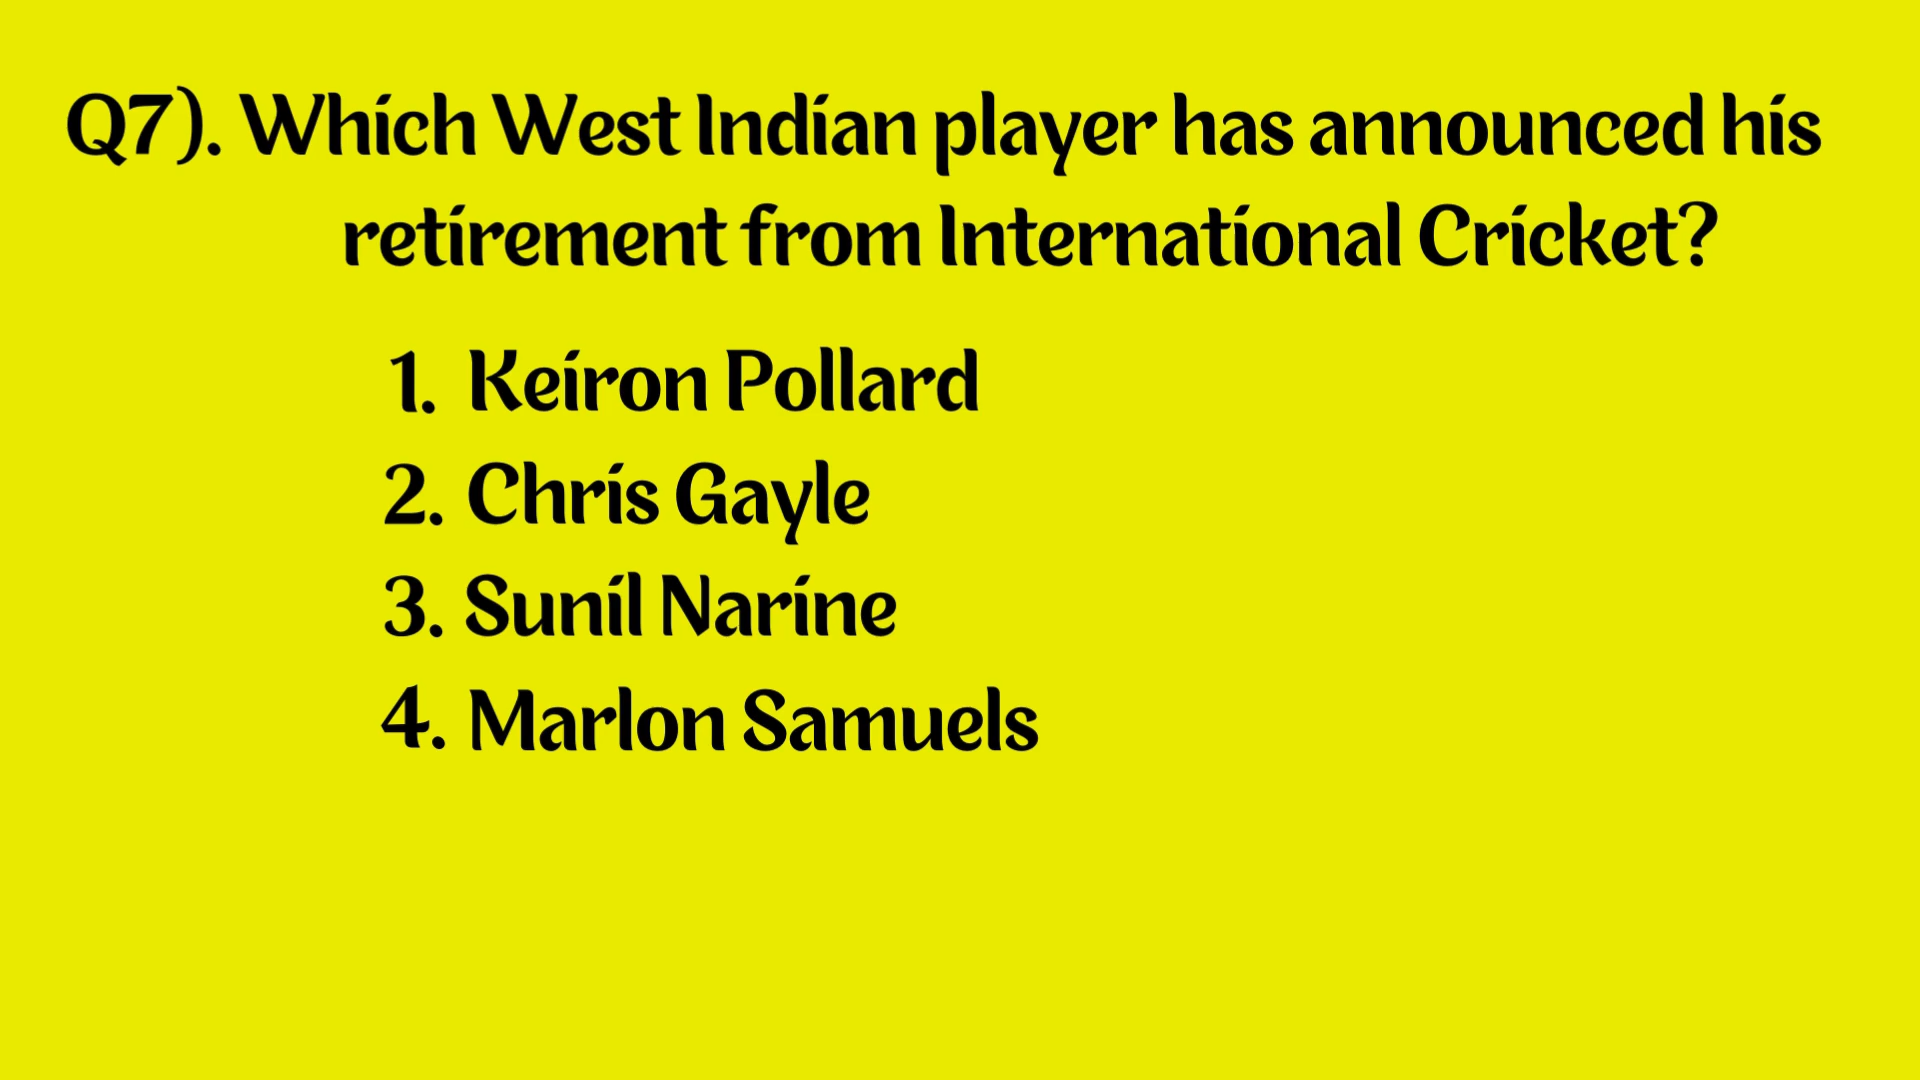 Q7). Which West Indian player has announced his
retirement from International Cricket?
1. Keiron Pollard
2. Chris Gayle
3. Sunil Narine
4. Marlon Samuels